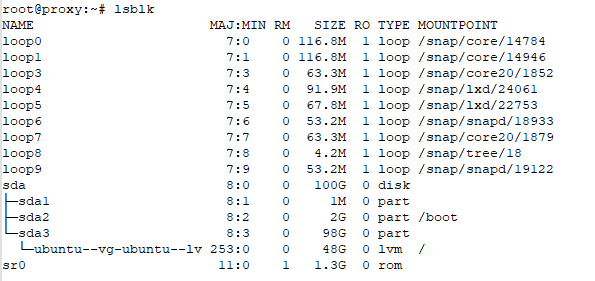 root@proxy:~# lsblk
NAME                      MAJ:MIN RM   SIZE RO TYPE MOUNTPOINT
loop0                       7:0    0 116.8M  1 loop /snap/core/14784
loop1                       7:1    0 116.8M  1 loop /snap/core/14946
loop3                       7:3    0  63.3M  1 loop /snap/core20/1852
loop4                       7:4    0  91.9M  1 loop /snap/lxd/24061
loop5                       7:5    0  67.8M  1 loop /snap/lxd/22753
loop6                       7:6    0  53.2M  1 loop /snap/snapd/18933
loop7                       7:7    0  63.3M  1 loop /snap/core20/1879
loop8                       7:8    0   4.2M  1 loop /snap/tree/18
loop9                       7:9    0  53.2M  1 loop /snap/snapd/19122
sda                         8:0    0   100G  0 disk
├─sda1                      8:1    0     1M  0 part
├─sda2                      8:2    0     2G  0 part /boot
└─sda3                      8:3    0    98G  0 part
  └─ubuntu--vg-ubuntu--lv 253:0    0    48G  0 lvm  /
sr0                        11:0    1   1.3G  0 rom